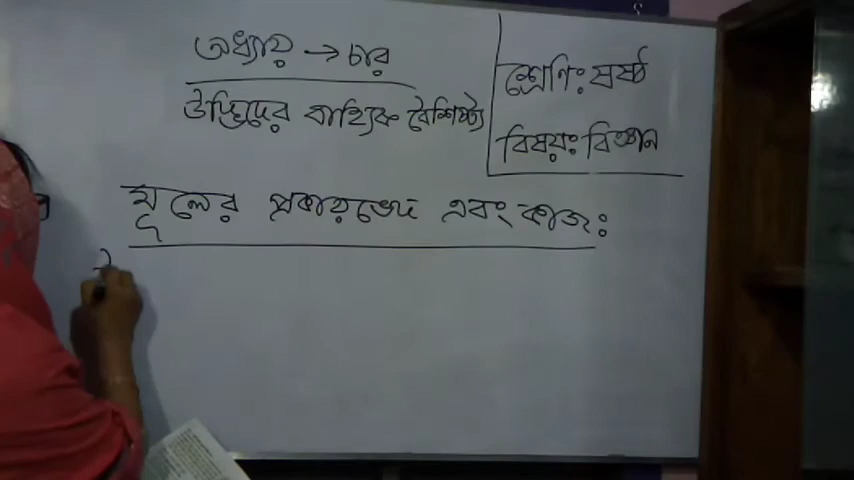 অধ্যায় → চার
উদ্ভিদের বাহ্যিক বৈশিষ্ট্য
শ্রেণিঃ ষষ্ঠ
বিষয়ঃ বিজ্ঞান
মূলের প্রকারভেদ এবং কাজঃ